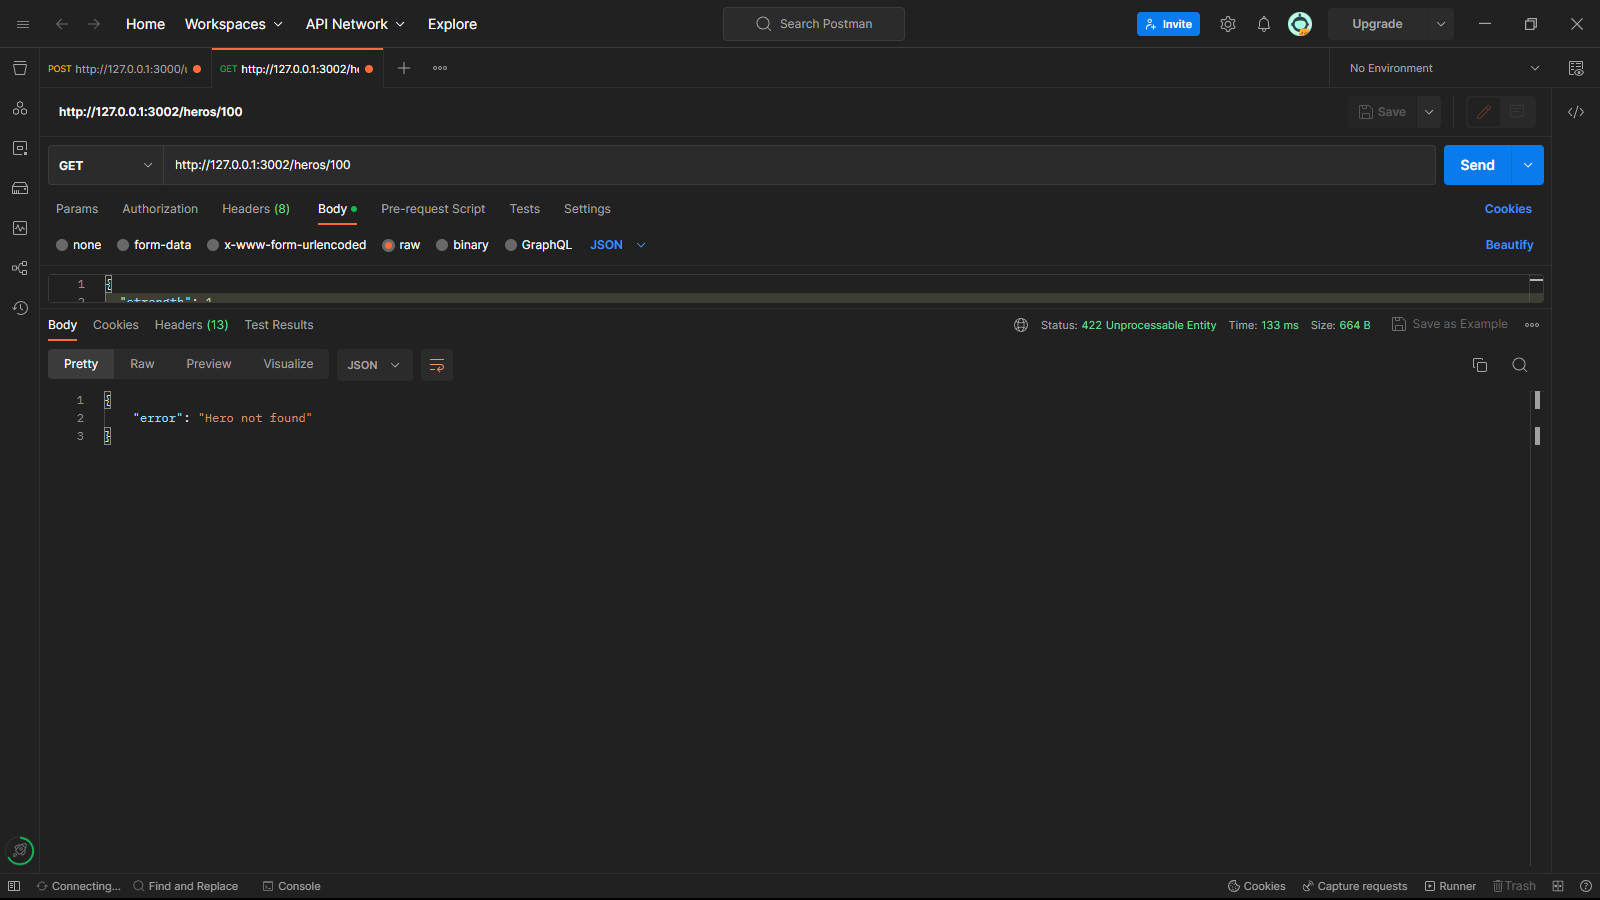 Home Workspaces API Network Explore Search Postman Invite Upgrade
POST http://127.0.0.1:3000/ GET http://127.0.0.1:3002/he No Environment
http://127.0.0.1:3002/heros/100 Save
GET http://127.0.0.1:3002/heros/100 Send
Params Authorization Headers (8) Body Pre-request Script Tests Settings Cookies
none form-data x-www-form-urlencoded raw binary GraphQL JSON Beautify
1 {
2 "strength": 1
Body Cookies Headers (13) Test Results Status: 422 Unprocessable Entity Time: 133 ms Size: 664 B Save as Example
Pretty Raw Preview Visualize JSON
1 {
2 "error": "Hero not found"
3 }
Connecting... Find and Replace Console Cookies Capture requests Runner Trash